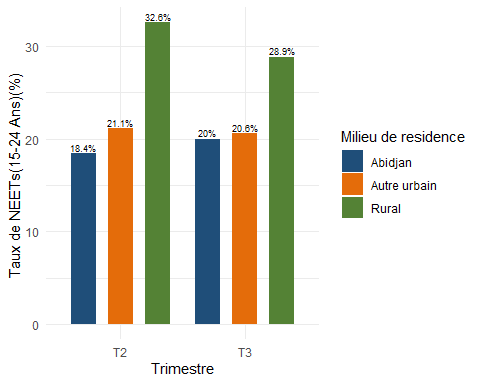 32.6%
30
28.9%
Milieu de residence
21.1%
20.6%
20
20%
18.4%
Abidjan
Autre urbain
Rural
Taux de NEETs(15-24 Ans)(%)
10
0
T2
T3
Trimestre